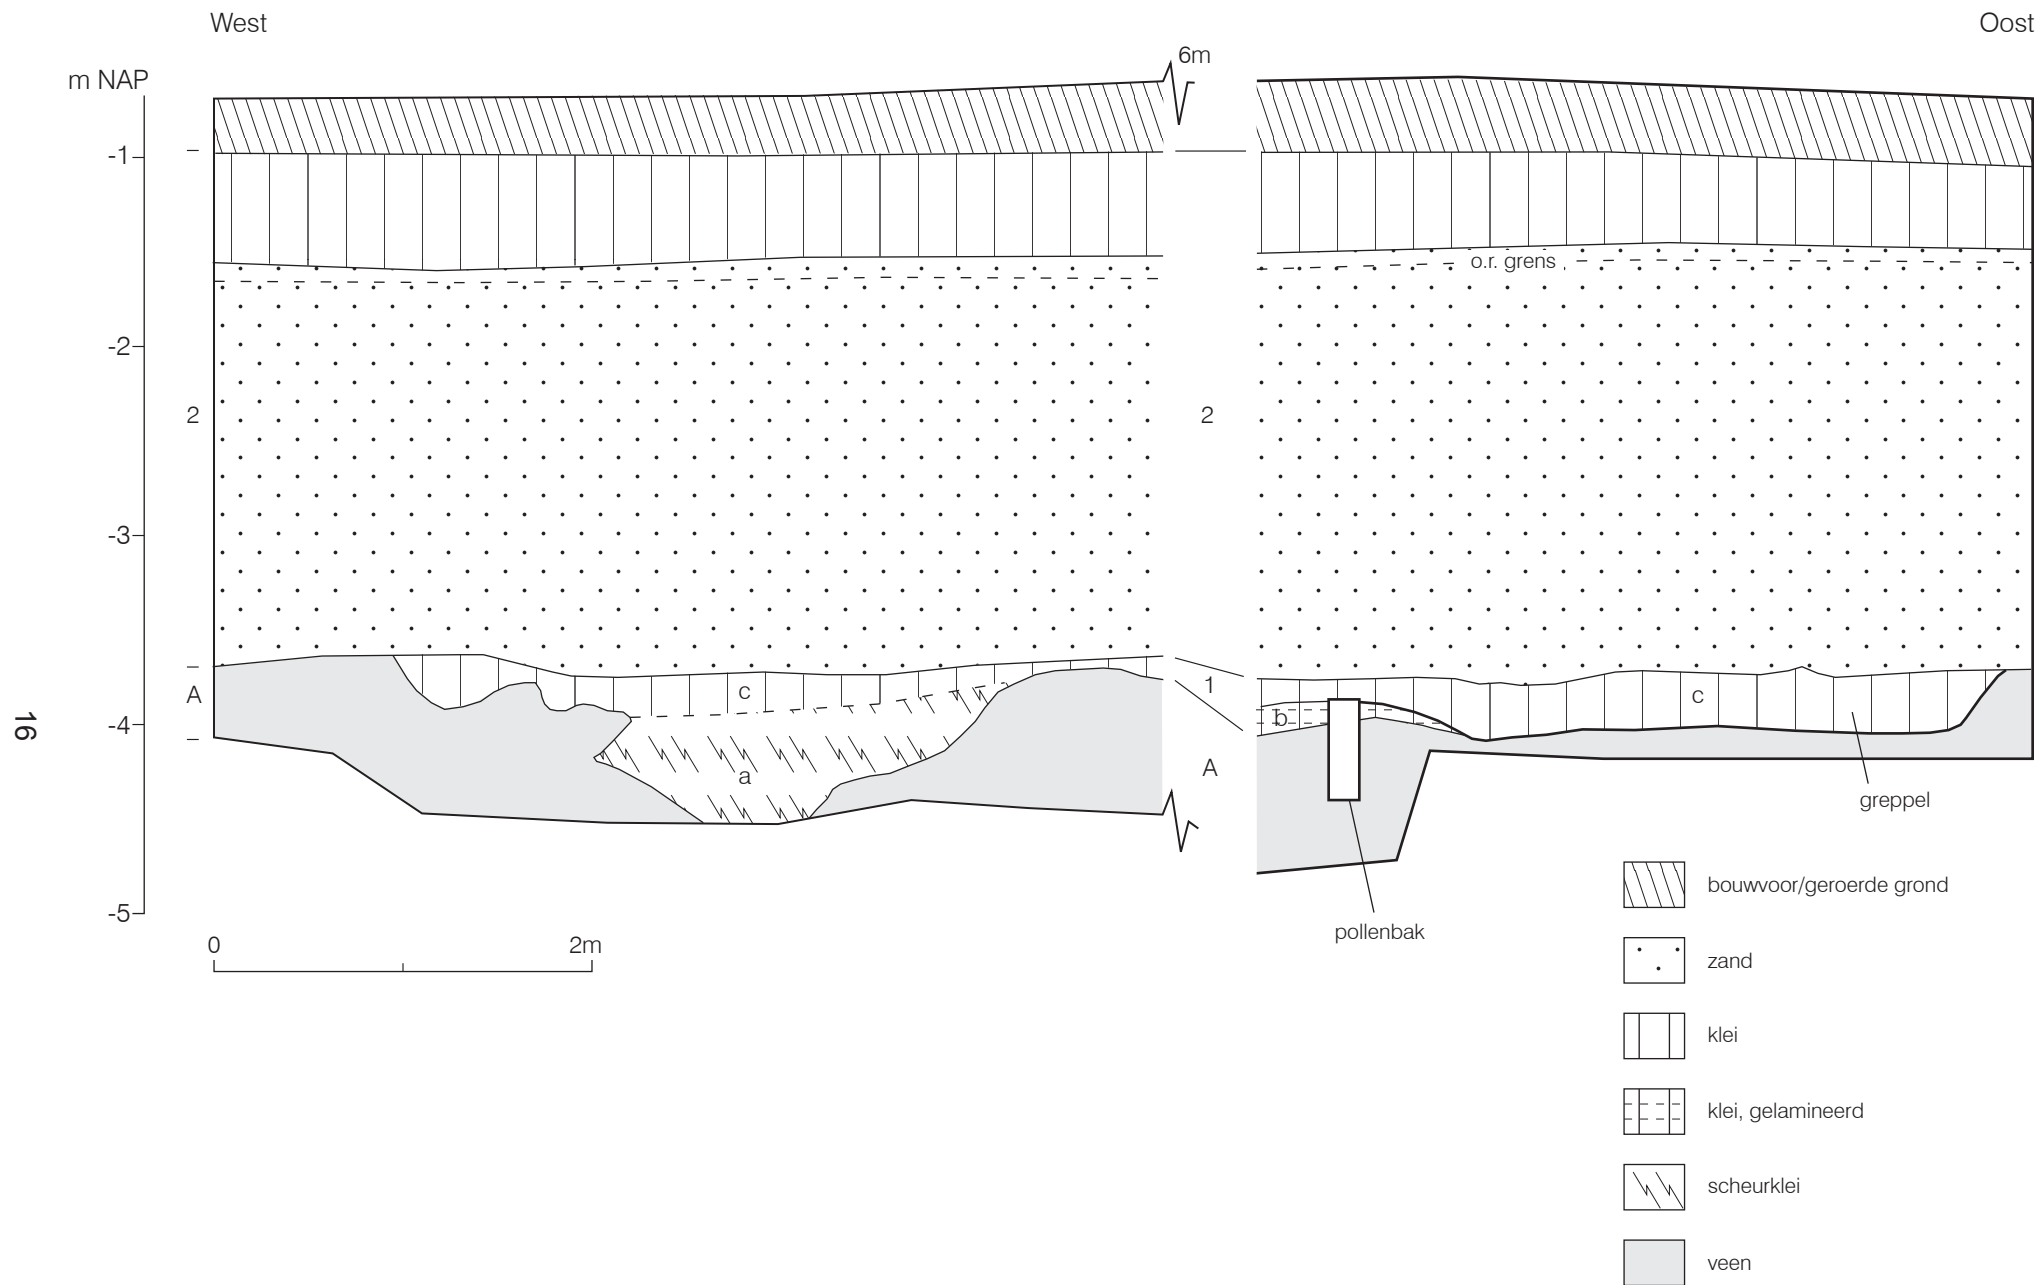 West
Oost
6m
m NAP
-1
o.r. grens
-2
2
2
-3
A
c
1
c
b
-4
a
A
greppel
16
bouwvoor/geroerde grond
-5
pollenbak
0
2m
zand
klei
klei, gelamineerd
scheurklei
veen